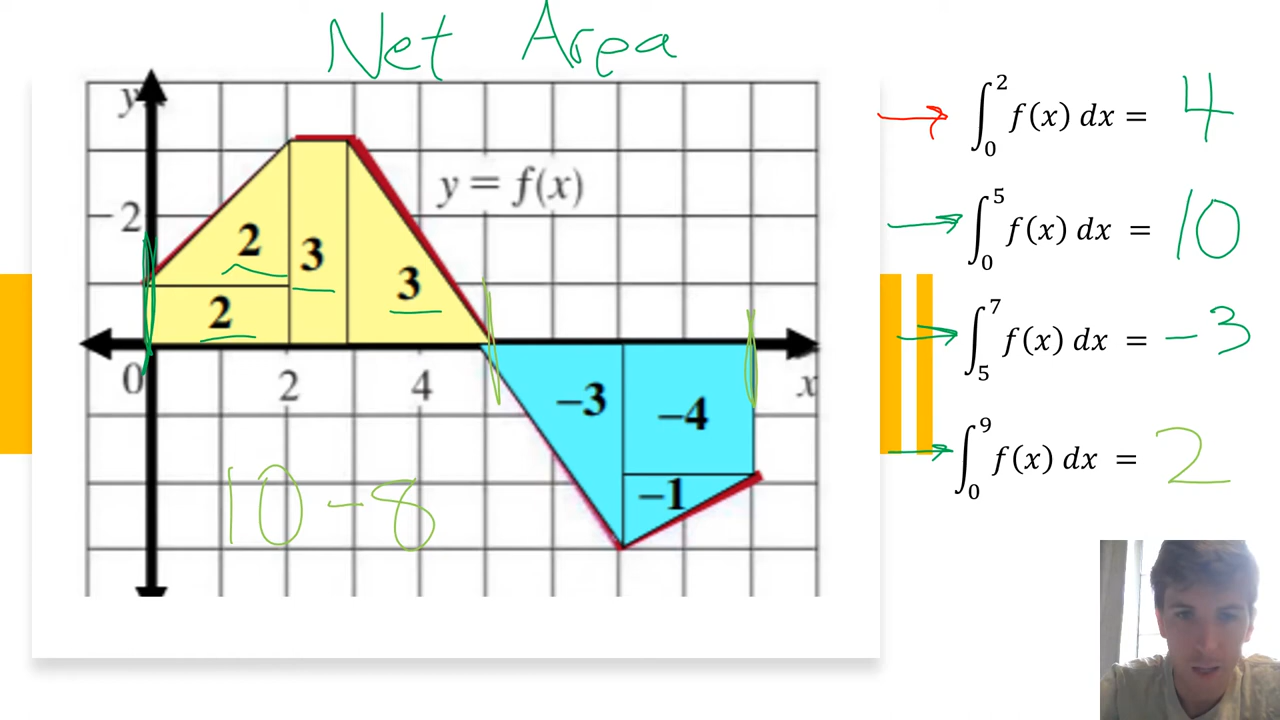 Net Area
y
2
y = f(x)
2
3
3
2
0
2
4
x
−3
−4
−1
10 − 8
∫₀² f(x) dx = 4
∫₀⁵ f(x) dx = 10
∫₅⁷ f(x) dx = −3
∫₀⁹ f(x) dx = 2